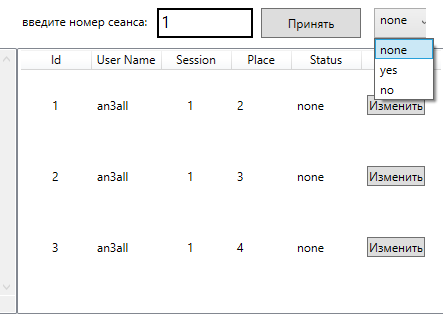 введите номер сеанса: 1 Принять none
none
yes
no
Id User Name Session Place Status
1 an3all 1 2 none Изменить
2 an3all 1 3 none Изменить
3 an3all 1 4 none Изменить